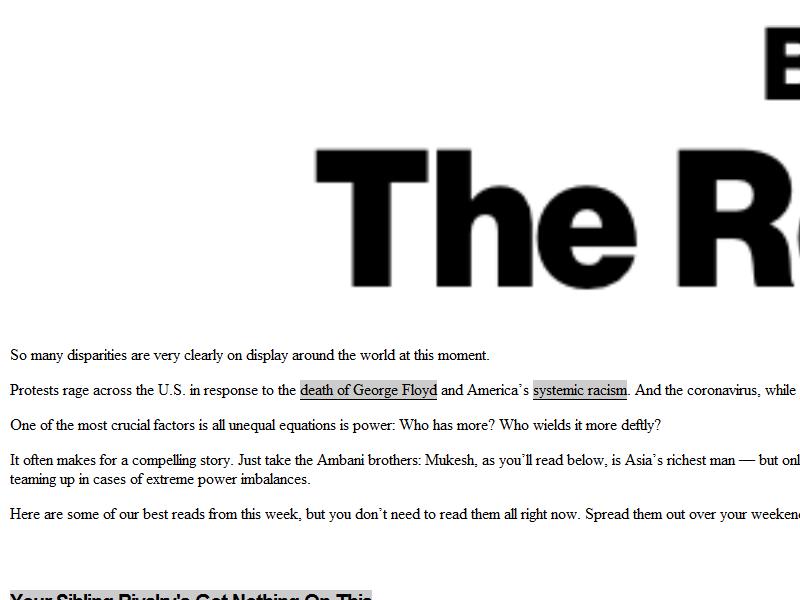 The
So many disparities are very clearly on display around the world at this moment.
Protests rage across the U.S. in response to the death of George Floyd and America’s systemic racism. And the coronavirus, while
One of the most crucial factors is all unequal equations is power: Who has more? Who wields it more deftly?
It often makes for a compelling story. Just take the Ambani brothers: Mukesh, as you’ll read below, is Asia’s richest man — but
teaming up in cases of extreme power imbalances.
Here are some of our best reads from this week, but you don’t need to read them all right now. Spread them out over your
Your Sibling Rivalry's Got Nothing On This